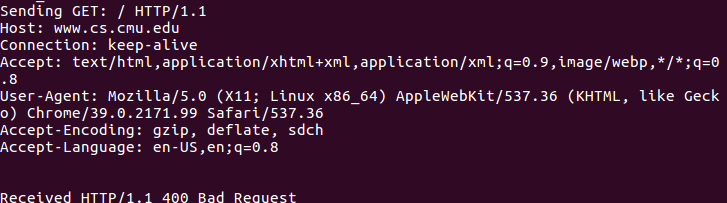 Sending GET: / HTTP/1.1
Host: www.cs.cmu.edu
Connection: keep-alive
Accept: text/html,application/xhtml+xml,application/xml;q=0.9,image/webp,*/*;q=0
.8
User-Agent: Mozilla/5.0 (X11; Linux x86_64) AppleWebKit/537.36 (KHTML, like Geck
o) Chrome/39.0.2171.99 Safari/537.36
Accept-Encoding: gzip, deflate, sdch
Accept-Language: en-US,en;q=0.8
Received HTTP/1.1 400 Bad Request